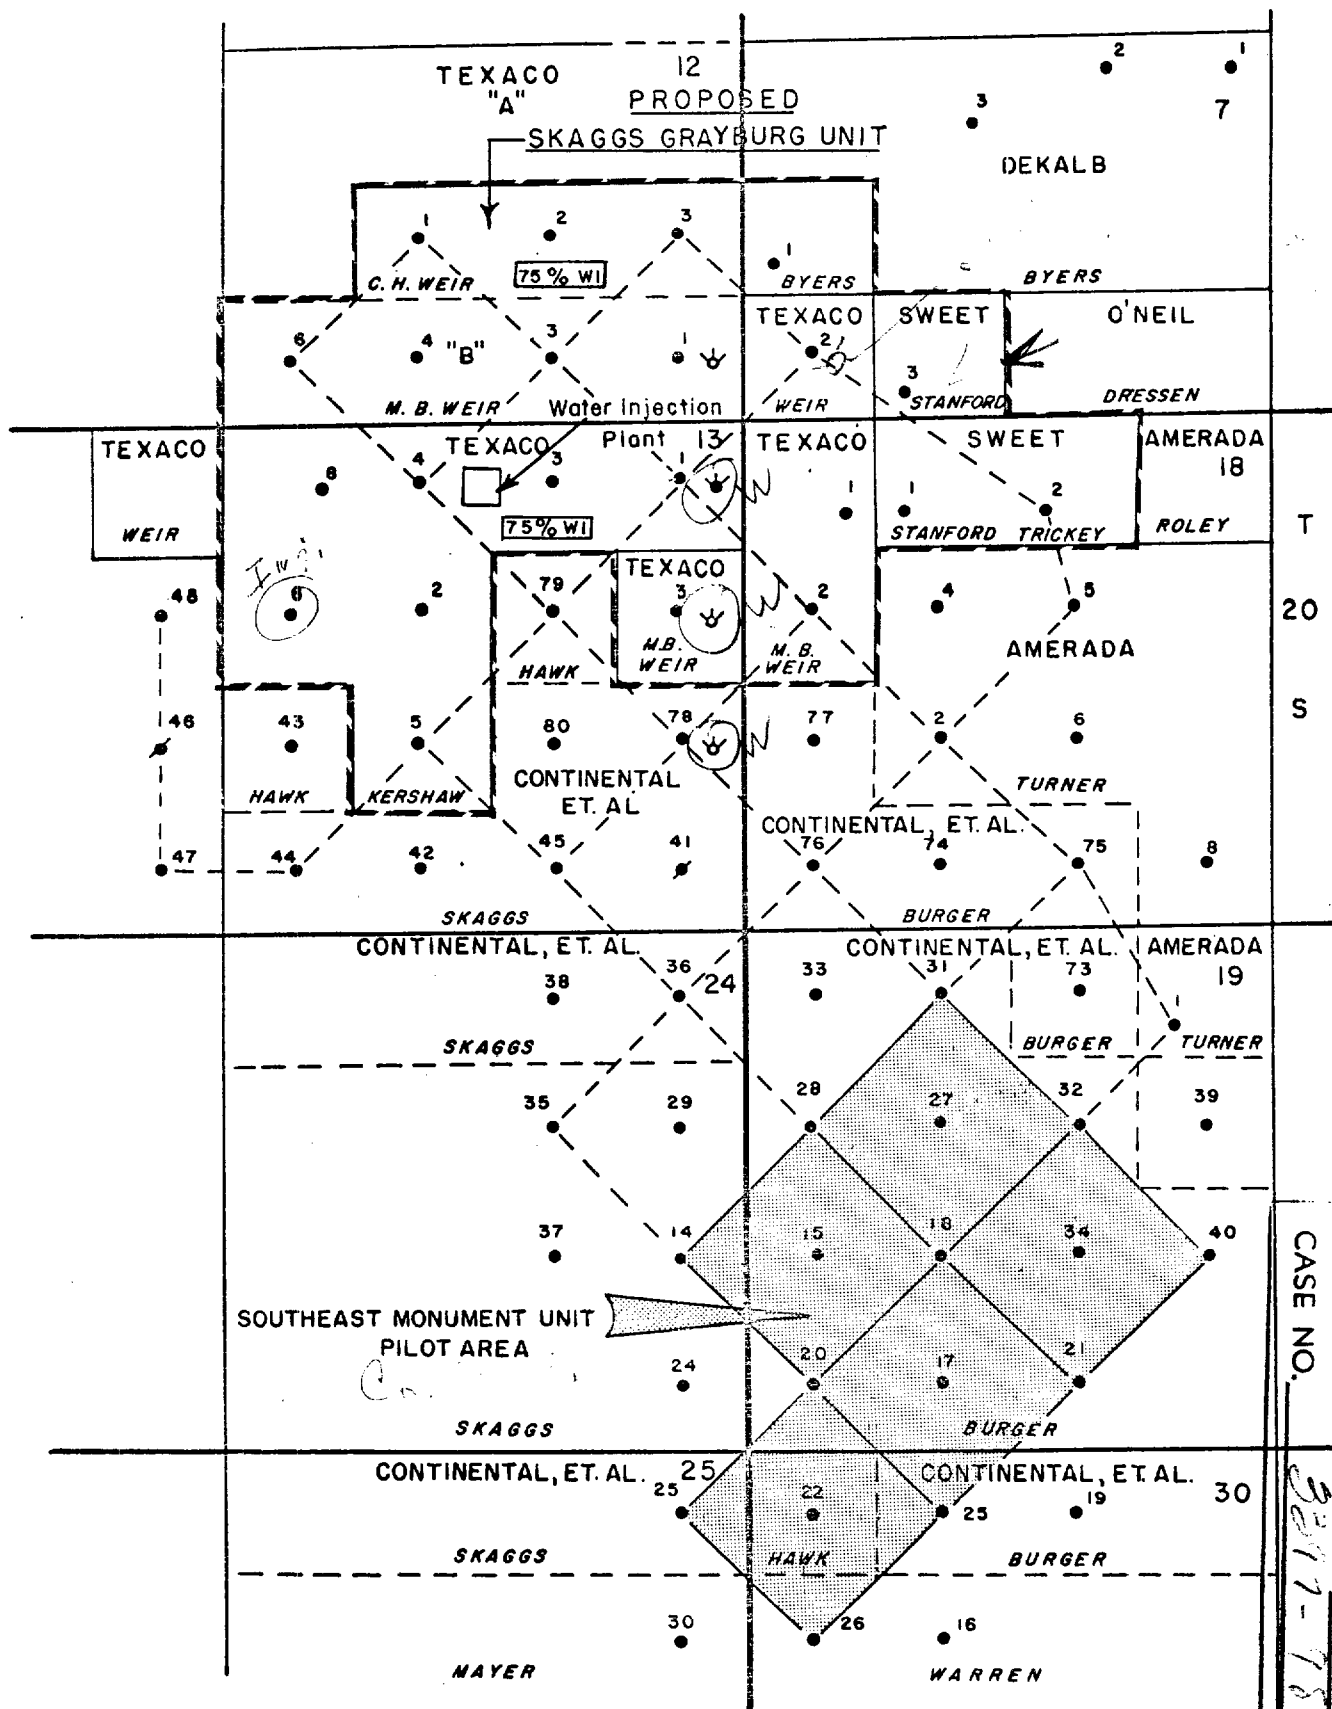 TEXACO
"A"
12
PROPOSED
SKAGGS GRAYBURG UNIT
2
1
3
7
DEKALB
1
2
3
1
C. H. WEIR
75% WI
BYERS
BYERS
TEXACO
SWEET
O'NEIL
6
4
"B"
3
1
2
3
M. B. WEIR
Water Injection
WEIR
STANFORD
DRESSEN
TEXACO
TEXACO
Plant
13
TEXACO
SWEET
AMERADA
18
8
4
3
1
1
1
2
WEIR
75% WI
STANFORD
TRICKEY
ROLEY
T
TEXACO
48
6
2
79
3
2
4
5
20
HAWK
M.B.
WEIR
M. B.
WEIR
AMERADA
S
46
43
5
80
78
W
77
2
6
CONTINENTAL
ET. AL
HAWK
KERSHAW
TURNER
CONTINENTAL, ET. AL.
47
44
42
45
41
76
74
75
8
SKAGGS
BURGER
CONTINENTAL, ET. AL.
CONTINENTAL, ET. AL.
AMERADA
19
38
36
24
33
31
73
1
SKAGGS
BURGER
TURNER
35
29
28
27
32
39
37
14
15
18
34
40
SOUTHEAST MONUMENT UNIT
PILOT AREA
24
20
17
21
CASE NO.
SKAGGS
BURGER
CONTINENTAL, ET. AL.
25
CONTINENTAL, ET. AL.
30
25
22
25
19
SKAGGS
HAWK
BURGER
30
26
16
MAYER
WARREN